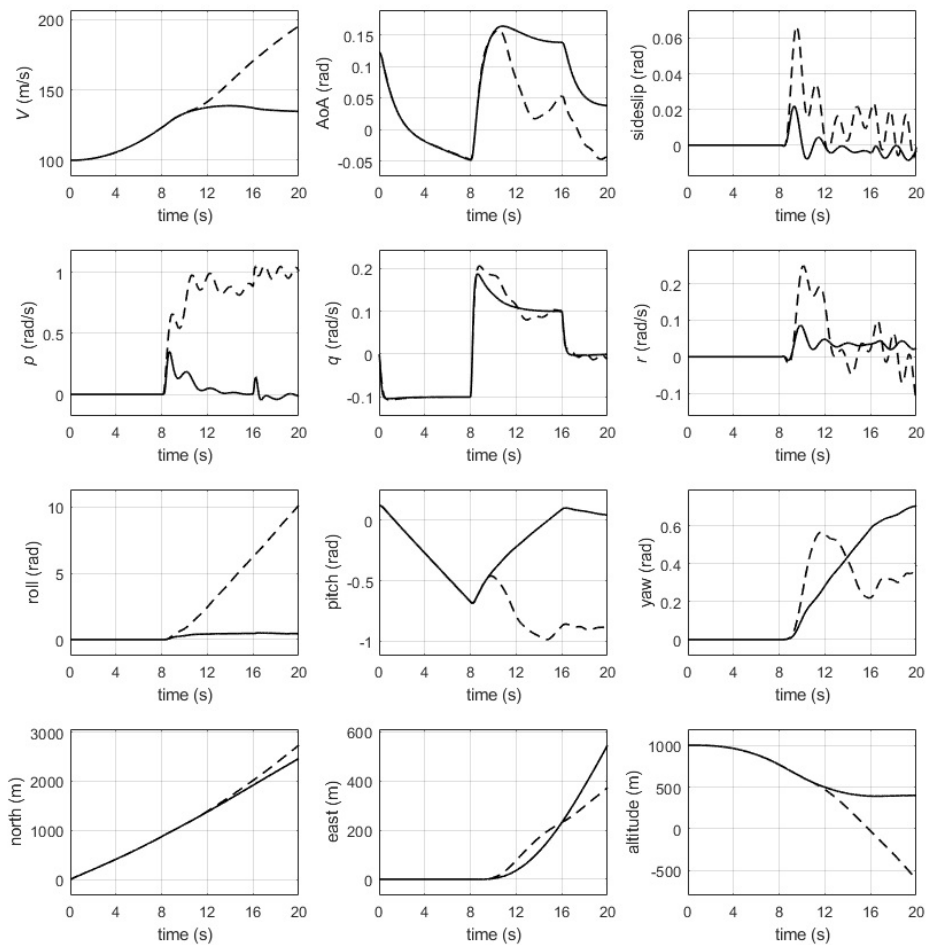 200
150
100
V (m/s)
0 4 8 12 16 20
time (s)
0.15
0.1
0.05
0
-0.05
AoA (rad)
0 4 8 12 16 20
time (s)
0.06
0.04
0.02
0
sideslip (rad)
0 4 8 12 16 20
time (s)
1
0.5
0
p (rad/s)
0 4 8 12 16 20
time (s)
0.2
0.1
0
-0.1
q (rad/s)
0 4 8 12 16 20
time (s)
0.2
0.1
0
-0.1
r (rad/s)
0 4 8 12 16 20
time (s)
10
5
0
roll (rad)
0 4 8 12 16 20
time (s)
0
-0.5
-1
pitch (rad)
0 4 8 12 16 20
time (s)
0.6
0.4
0.2
0
yaw (rad)
0 4 8 12 16 20
time (s)
3000
2000
1000
0
north (m)
0 4 8 12 16 20
time (s)
600
400
200
0
east (m)
0 4 8 12 16 20
time (s)
1000
500
0
-500
altitude (m)
0 4 8 12 16 20
time (s)